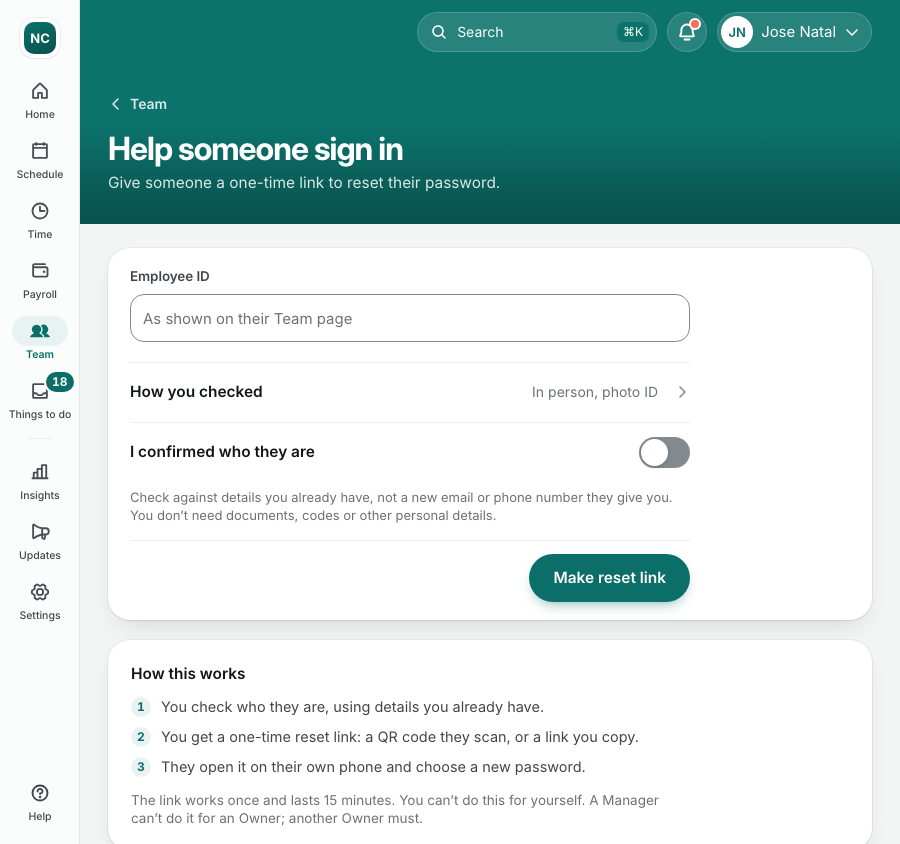 NC
Home
Schedule
Time
Payroll
Team
18
Things to do
Insights
Updates
Settings
Help
Search
⌘K
JN
Jose Natal
Team
Help someone sign in
Give someone a one-time link to reset their password.
Employee ID
As shown on their Team page
How you checked
In person, photo ID
I confirmed who they are
Check against details you already have, not a new email or phone number they give you.
You don’t need documents, codes or other personal details.
Make reset link
How this works
1 You check who they are, using details you already have.
2 You get a one-time reset link: a QR code they scan, or a link you copy.
3 They open it on their own phone and choose a new password.
The link works once and lasts 15 minutes. You can’t do this for yourself. A Manager
can’t do it for an Owner; another Owner must.